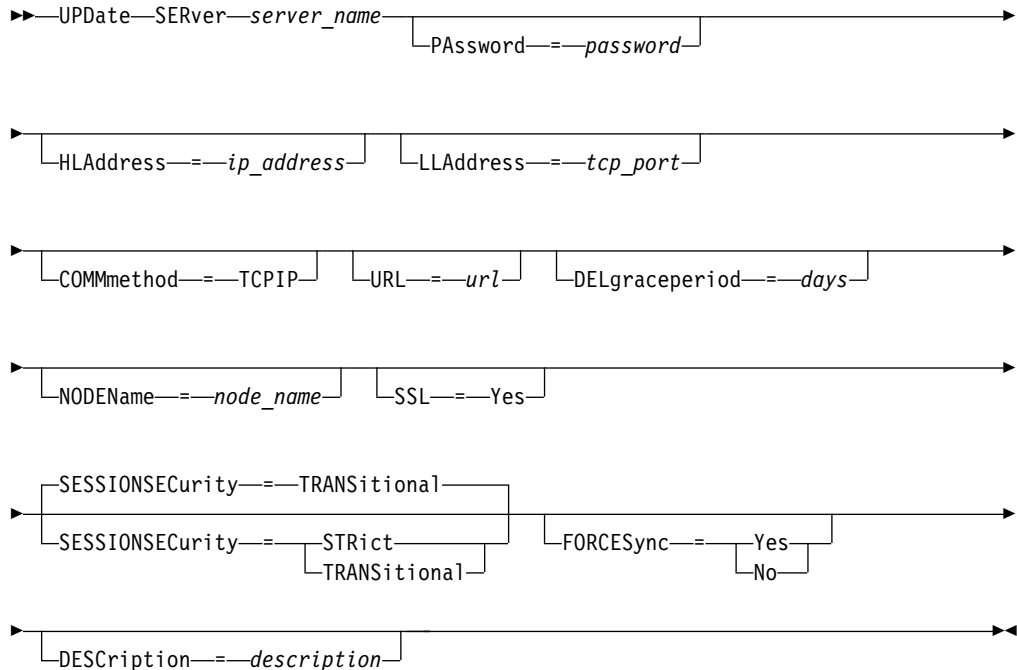 UPDate SERver server_name
PAssword = password
HLAddress = ip_address LLAddress = tcp_port
COMMmethod = TCPIP URL = url DELgraceperiod = days
NODEName = node_name SSL = Yes
SESSIONSECurity = TRANSitional
SESSIONSECurity = STRict FORCESync = Yes
TRANSitional No
DESCription = description